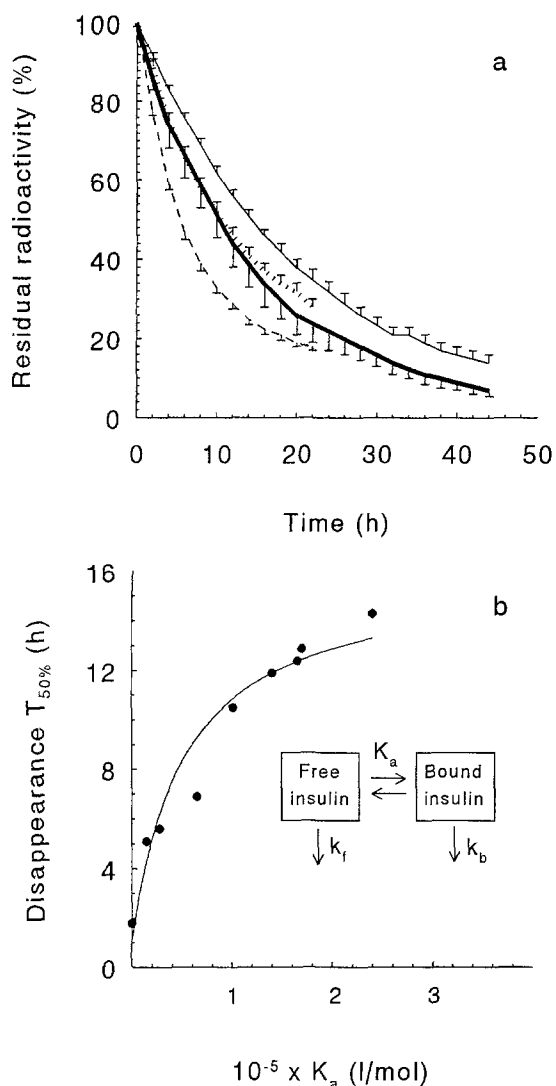 100
80
60
40
20
0
Residual radioactivity (%)
a
0 10 20 30 40 50
Time (h)
16
12
8
4
0
Disappearance T50% (h)
b
Ka
Free insulin
Bound insulin
kf
kb
1 2 3
10⁻⁵ x Ka (l/mol)